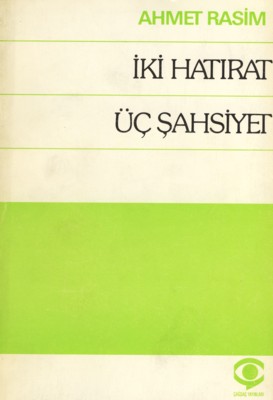 AHMET RASİM
İKİ HATIRAT
ÜÇ ŞAHSİYET